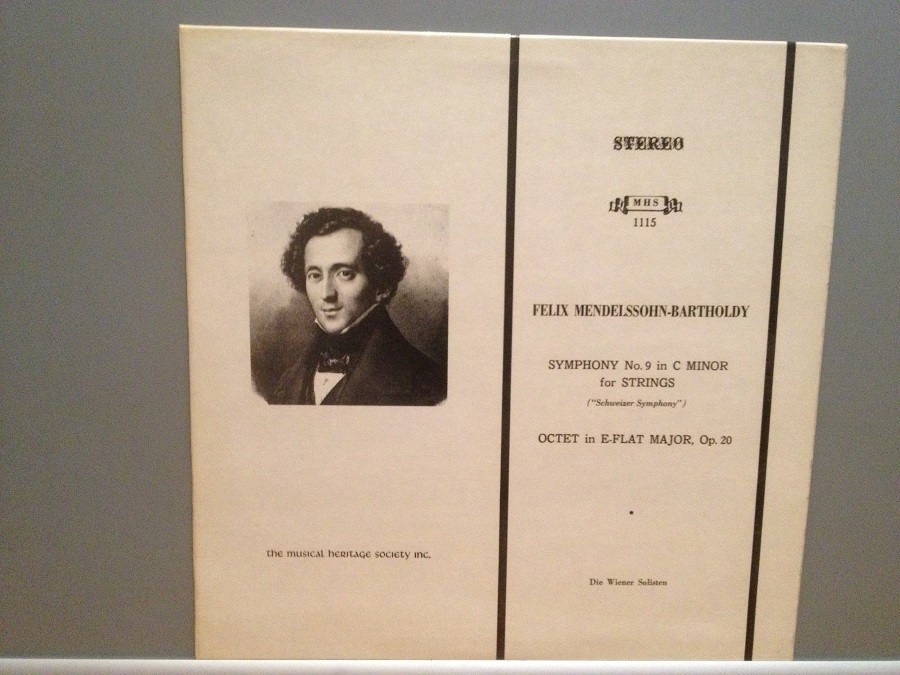 STEREO
MHS
1115
FELIX MENDELSSOHN-BARTHOLDY
SYMPHONY No. 9 in C MINOR
for STRINGS
("Schweizer Symphony")
OCTET in E-FLAT MAJOR, Op. 20
the musical heritage society inc.
Die Wiener Solisten